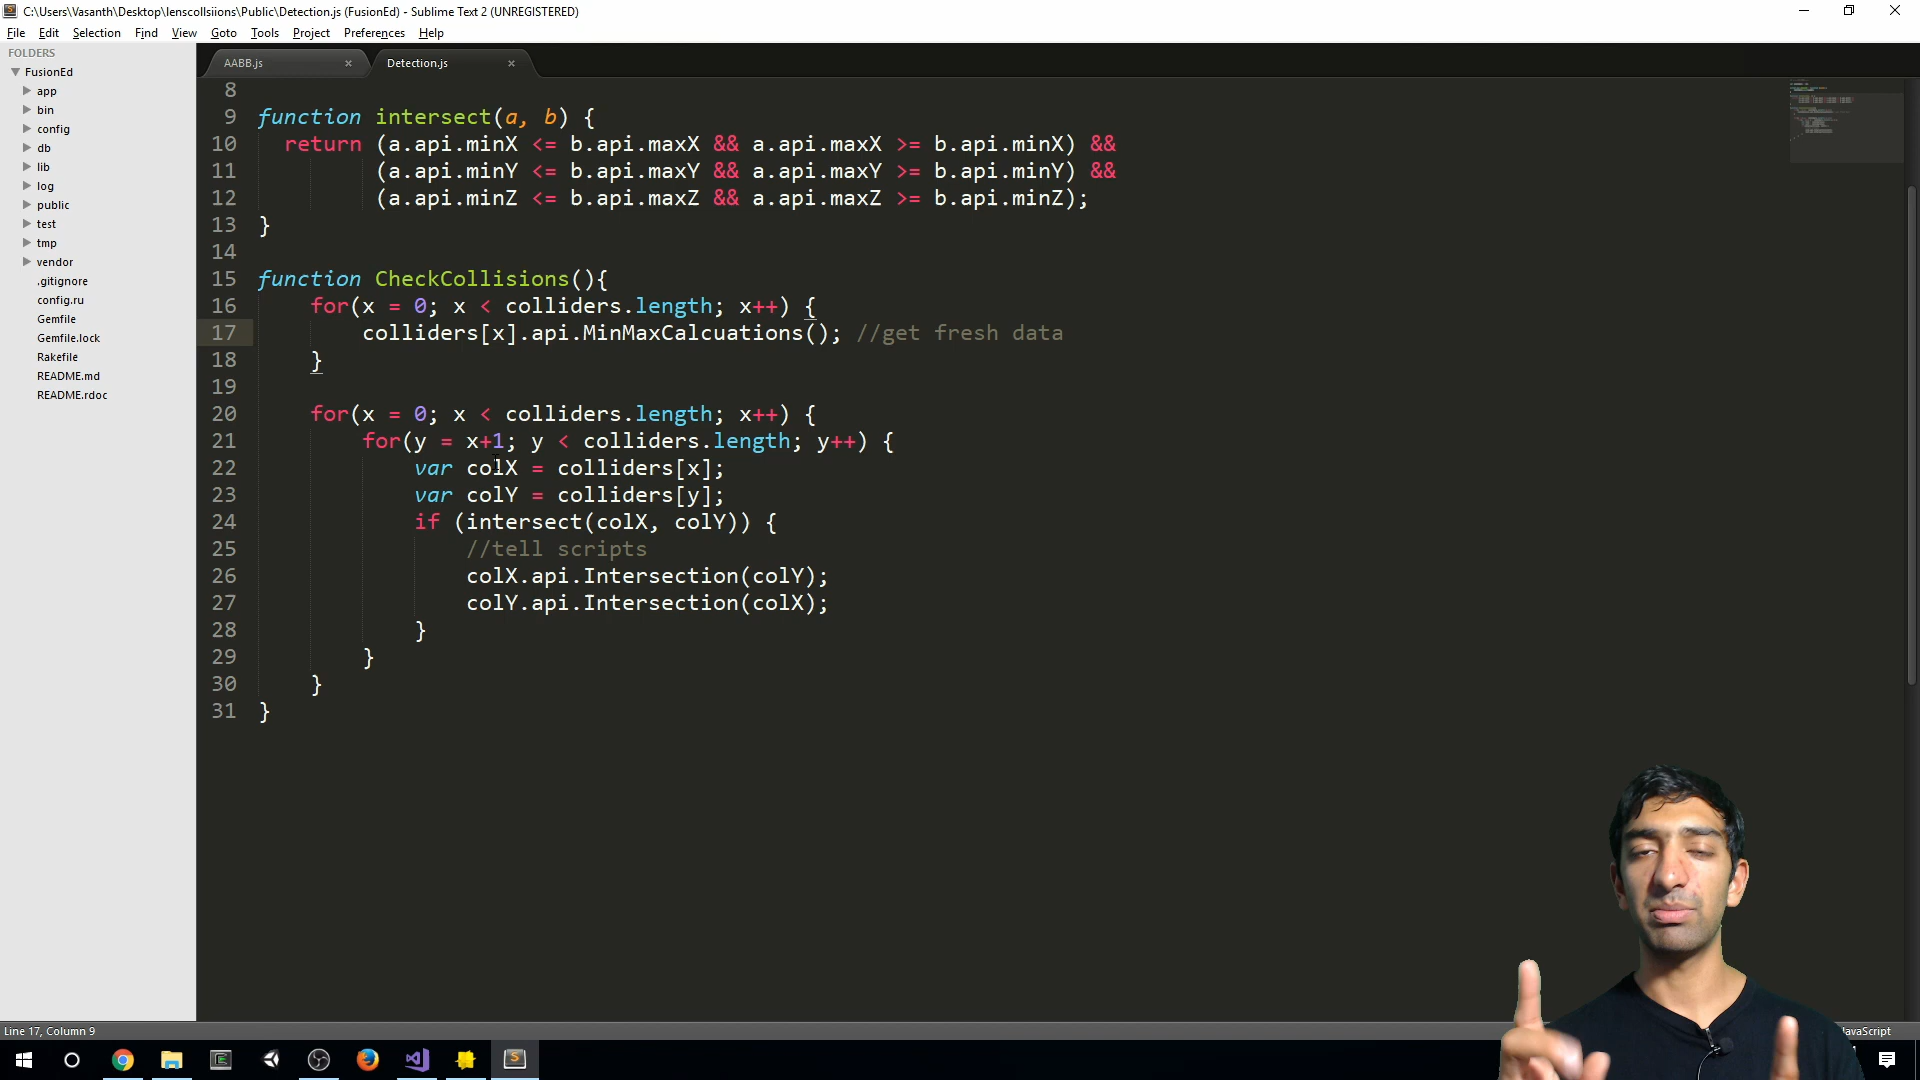 C:\Users\Vasanth\Desktop\lenscollsiions\Public\Detection.js (FusionEd) - Sublime Text 2 (UNREGISTERED)
File Edit Selection Find View Goto Tools Project Preferences Help
FOLDERS
FusionEd
app
bin
config
db
lib
log
public
test
tmp
vendor
.gitignore
config.ru
Gemfile
Gemfile.lock
Rakefile
README.md
README.rdoc
AABB.js × Detection.js ×
8
9 function intersect(a, b) {
10 return (a.api.minX <= b.api.maxX && a.api.maxX >= b.api.minX) &&
11 (a.api.minY <= b.api.maxY && a.api.maxY >= b.api.minY) &&
12 (a.api.minZ <= b.api.maxZ && a.api.maxZ >= b.api.minZ);
13 }
14
15 function CheckCollisions(){
16 for(x = 0; x < colliders.length; x++) {
17 colliders[x].api.MinMaxCalcuations(); //get fresh data
18 }
19
20 for(x = 0; x < colliders.length; x++) {
21 for(y = x+1; y < colliders.length; y++) {
22 var colX = colliders[x];
23 var colY = colliders[y];
24 if (intersect(colX, colY)) {
25 //tell scripts
26 colX.api.Intersection(colY);
27 colY.api.Intersection(colX);
28 }
29 }
30 }
31 }
Line 17, Column 9
JavaScript